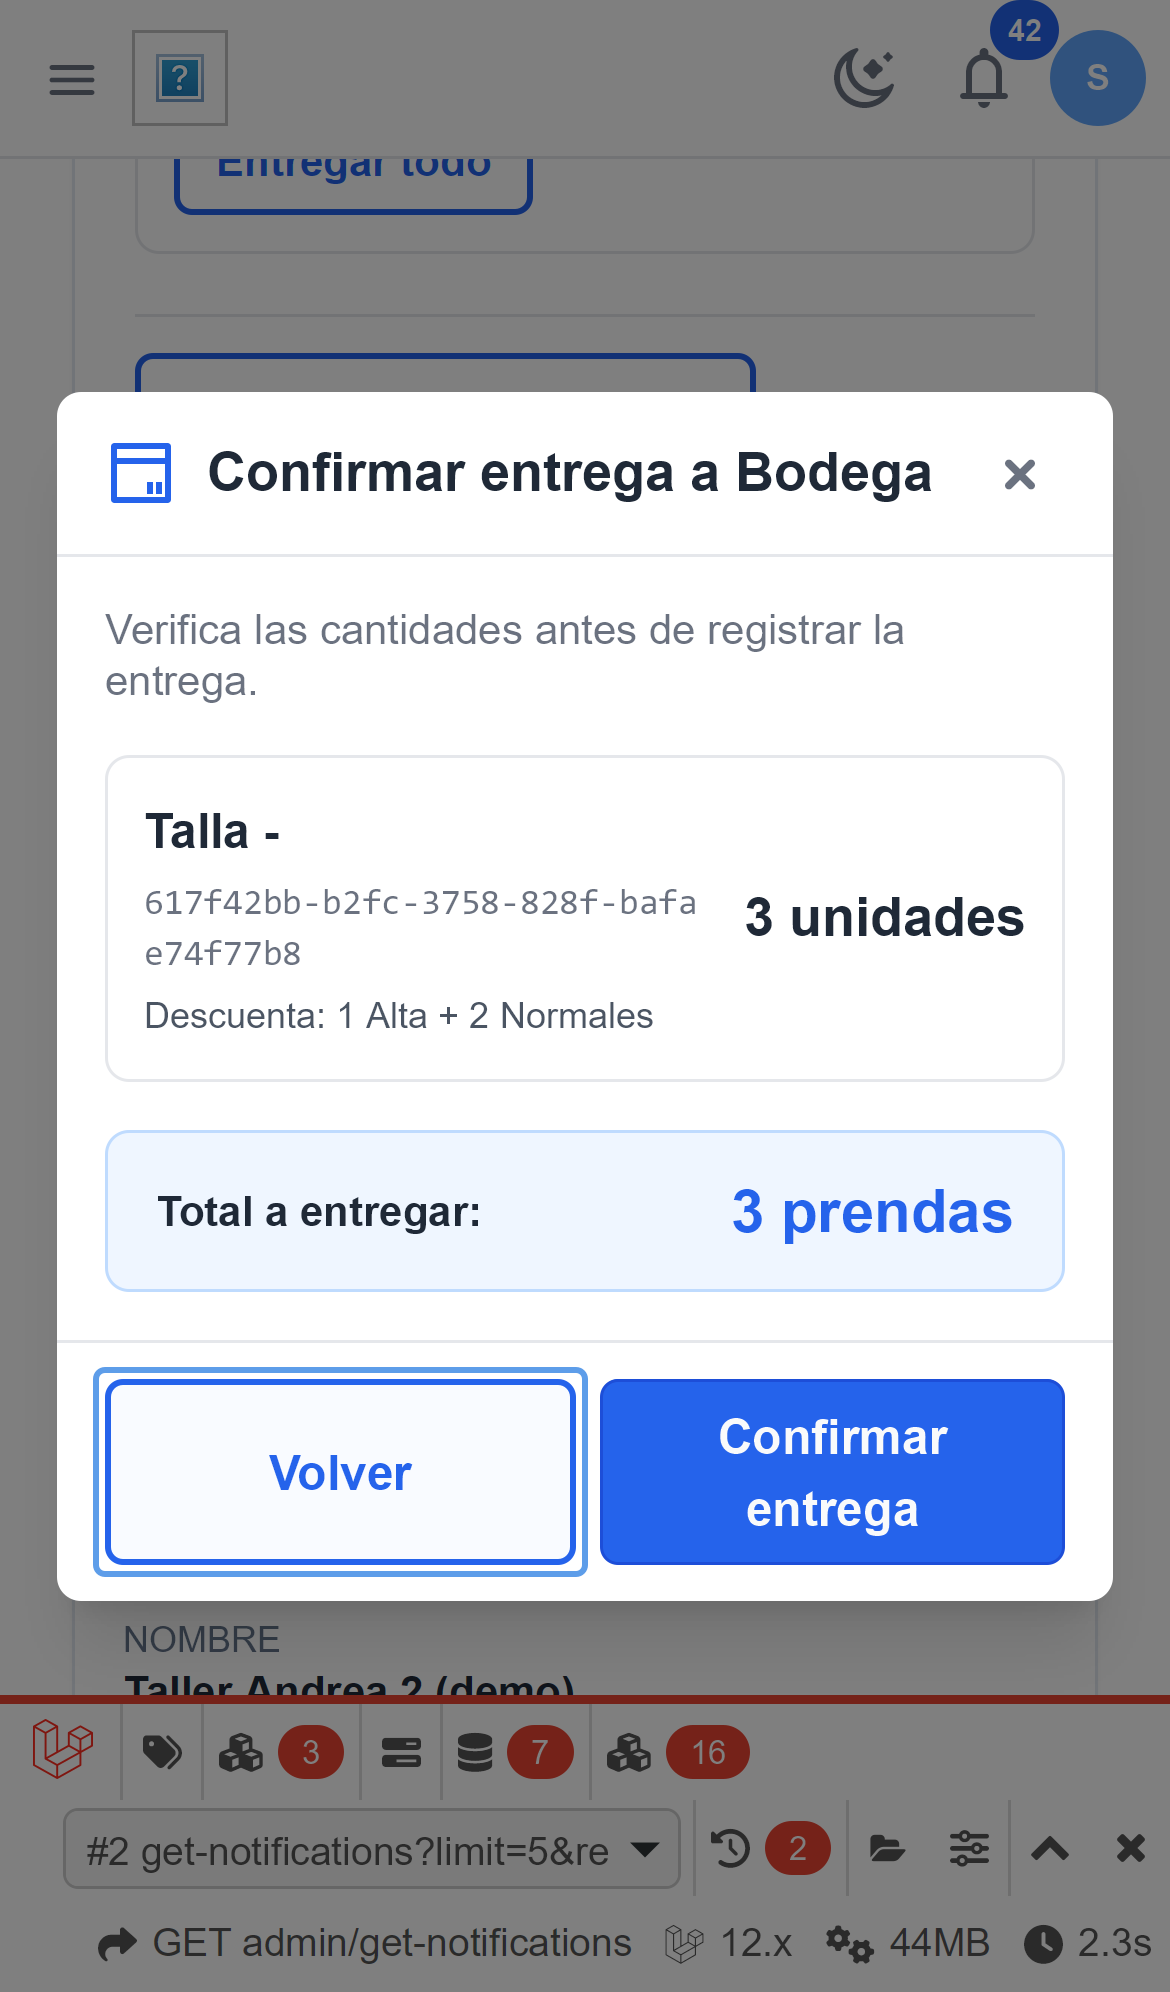 42
S
?
Entregar todo
Confirmar entrega a Bodega
Verifica las cantidades antes de registrar la
entrega.
Talla -
617f42bb-b2fc-3758-828f-bafa
e74f77b8
3 unidades
Descuenta: 1 Alta + 2 Normales
Total a entregar:
3 prendas
Volver
Confirmar
entrega
NOMBRE
Taller Andrea 2 (demo)
3
7
16
#2 get-notifications?limit=5&re
2
GET admin/get-notifications
12.x
44MB
2.3s